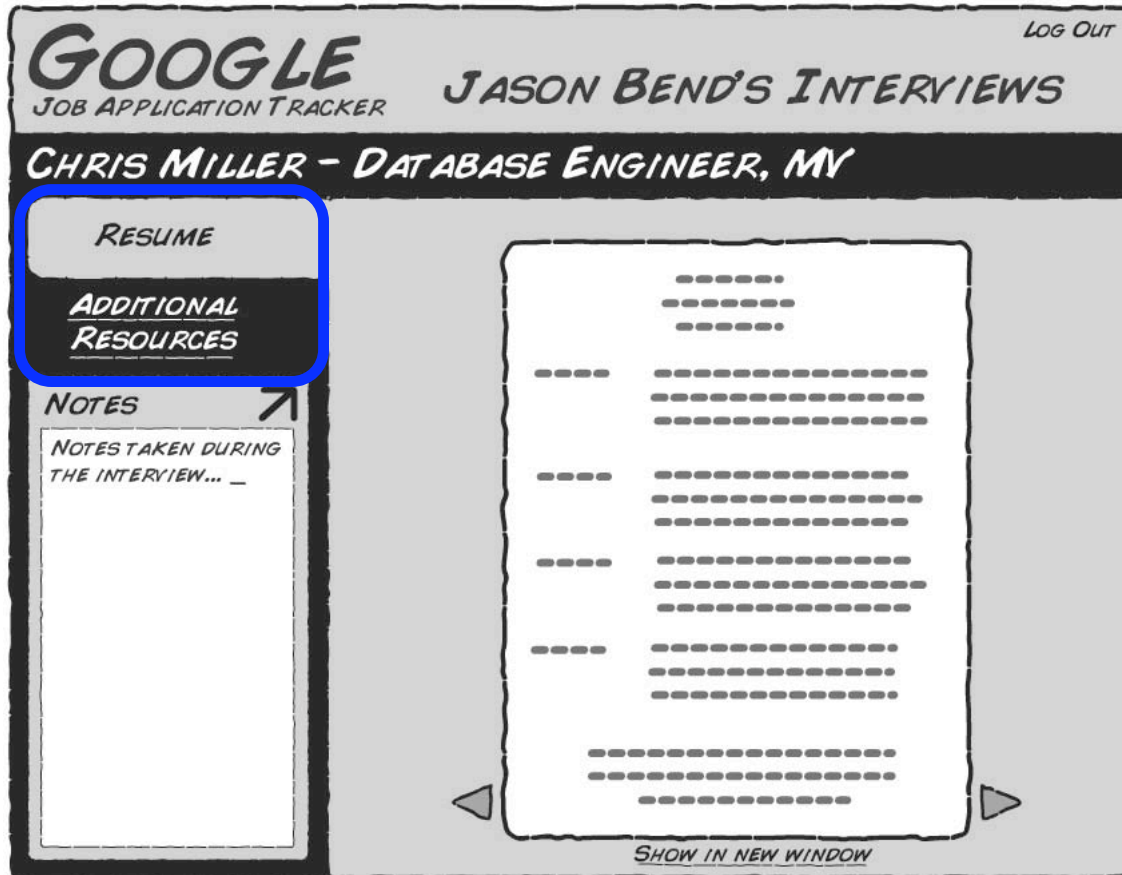 LOG OUT
GOOGLE
JOB APPLICATION TRACKER
JASON BEND'S INTERVIEWS
CHRIS MILLER - DATABASE ENGINEER, MV
RESUME
ADDITIONAL
RESOURCES
NOTES
NOTES TAKEN DURING
THE INTERVIEW... _
SHOW IN NEW WINDOW